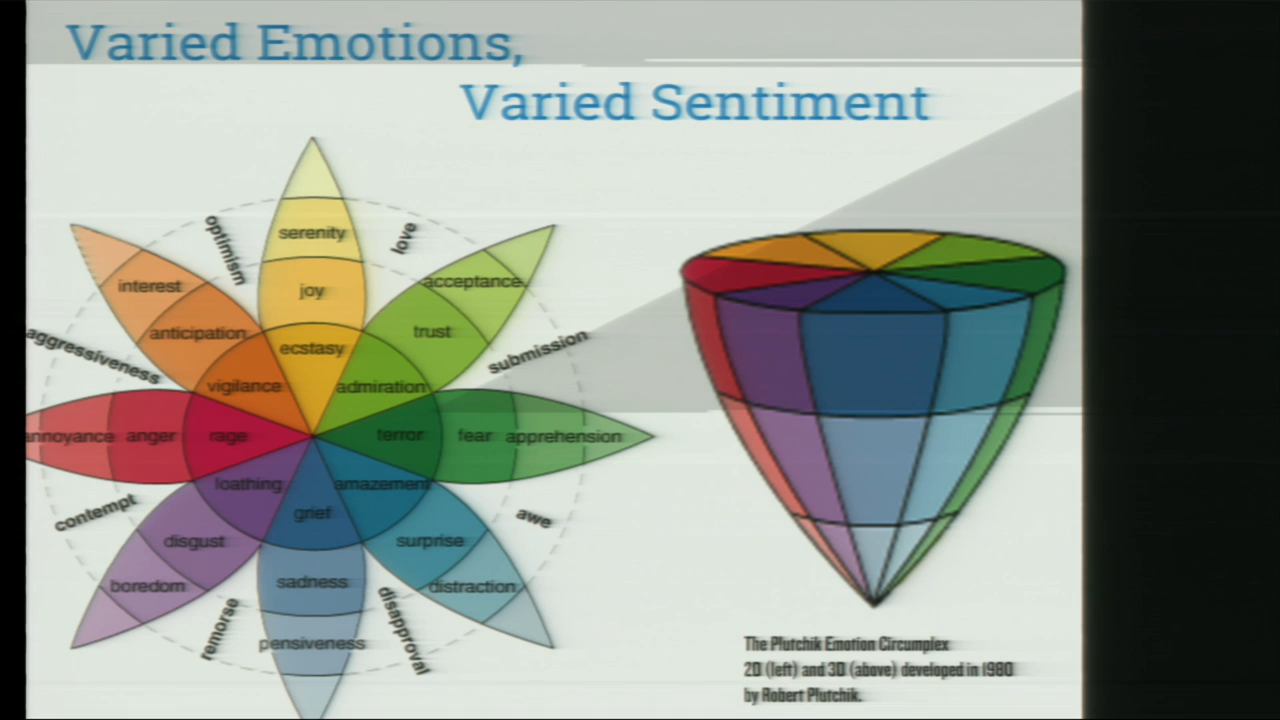 Varied Emotions,
Varied Sentiment
optimism
serenity
love
interest
joy
acceptance
anticipation
ecstasy
trust
aggressiveness
vigilance
admiration
submission
annoyance
anger
rage
terror
fear
apprehension
loathing
grief
amazement
contempt
disgust
surprise
awe
boredom
sadness
distraction
remorse
pensiveness
disapproval
The Plutchik Emotion Circumplex
2D (left) and 3D (above) developed in 1980
by Robert Plutchik.